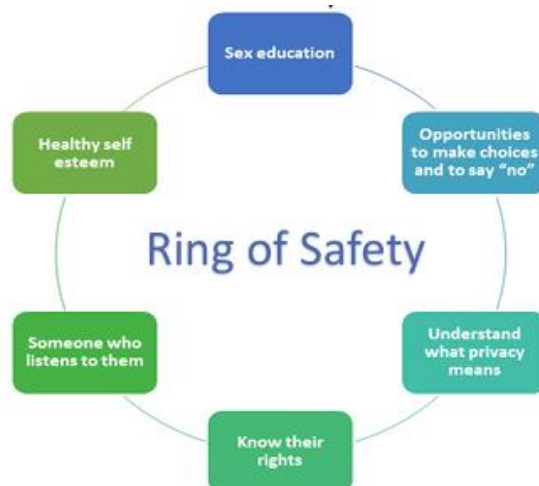 Sex education
Opportunities
to make choices
and to say “no”
Understand
what privacy
means
Know their
rights
Someone who
listens to them
Healthy self
esteem
Ring of Safety